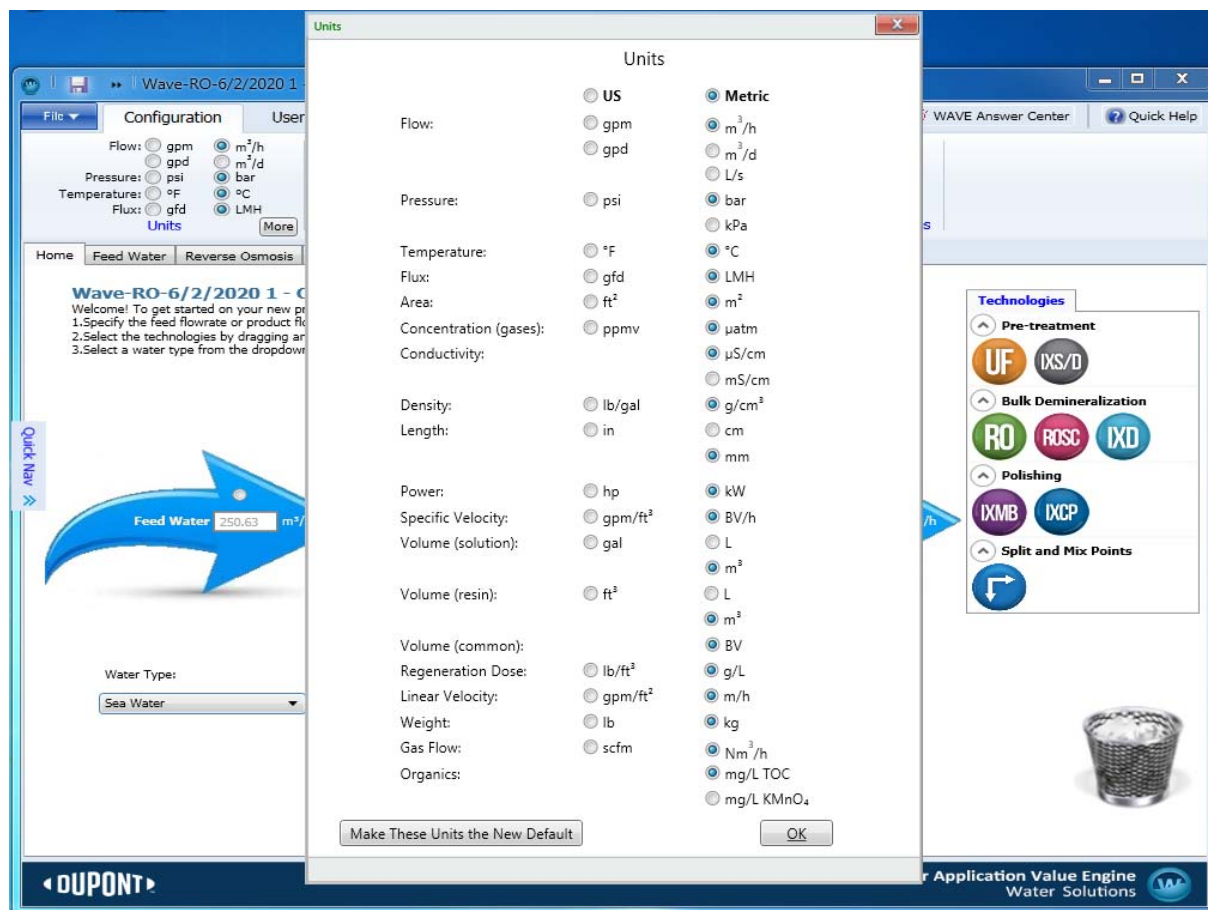 Units
Units
US Metric
Flow: gpm m³/h
gpd m³/d
L/s
Pressure: psi bar
kPa
Temperature: °F °C
Flux: gfd LMH
Area: ft² m²
Concentration (gases): ppmv µatm
Conductivity: µS/cm
mS/cm
Density: lb/gal g/cm³
Length: in cm
mm
Power: hp kW
Specific Velocity: gpm/ft³ BV/h
Volume (solution): gal L
m³
Volume (resin): ft³ L
m³
Volume (common): BV
Regeneration Dose: lb/ft³ g/L
Linear Velocity: gpm/ft² m/h
Weight: lb kg
Gas Flow: scfm Nm³/h
Organics: mg/L TOC
mg/L KMnO₄
Make These Units the New Default OK
Wave-RO-6/2/2020 1 -
File Configuration User
WAVE Answer Center Quick Help
Flow: gpm m³/h
gpd m³/d
Pressure: psi bar
Temperature: °F °C
Flux: gfd LMH
Units More
s
Home Feed Water Reverse Osmosis
Wave-RO-6/2/2020 1 -
Welcome! To get started on your new
1.Specify the feed flowrate or product
2.Select the technologies by dragging
3.Select a water type from the
Quick Nav
Feed Water 250.63 m³/
/h
Water Type:
Sea Water
Technologies
Pre-treatment
UF IXS/D
Bulk Demineralization
RO ROSC IXD
Polishing
IXMB IXCP
Split and Mix Points
DUPONT
Application Value Engine
Water Solutions
W